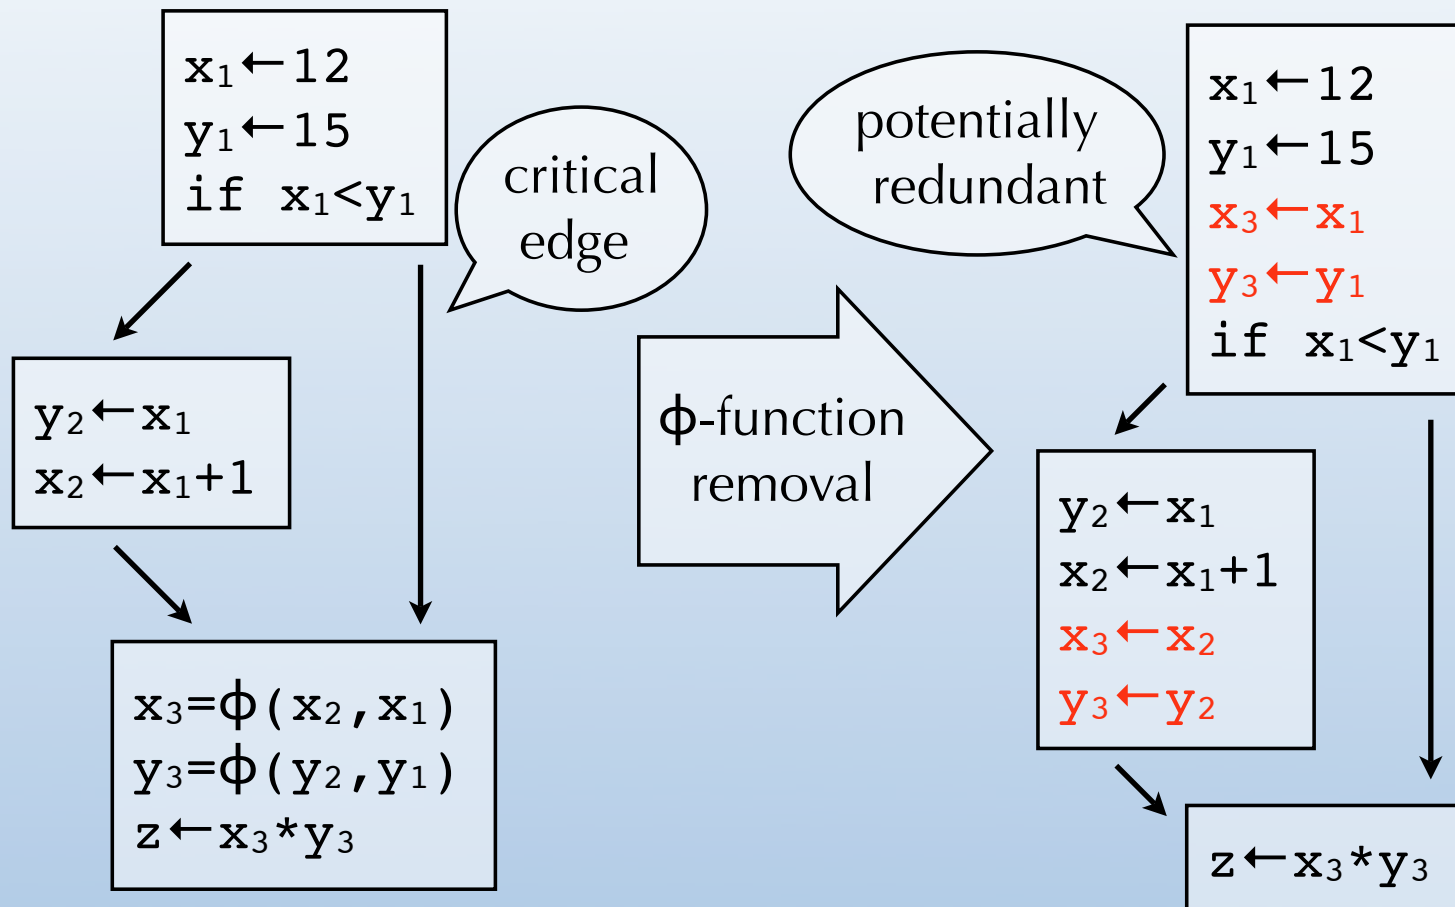 x₁←12
y₁←15
if x₁<y₁
critical
edge
y₂←x₁
x₂←x₁+1
x₃=ϕ(x₂,x₁)
y₃=ϕ(y₂,y₁)
z←x₃*y₃
ϕ-function
removal
potentially
redundant
x₁←12
y₁←15
x₃←x₁
y₃←y₁
if x₁<y₁
y₂←x₁
x₂←x₁+1
x₃←x₂
y₃←y₂
z←x₃*y₃